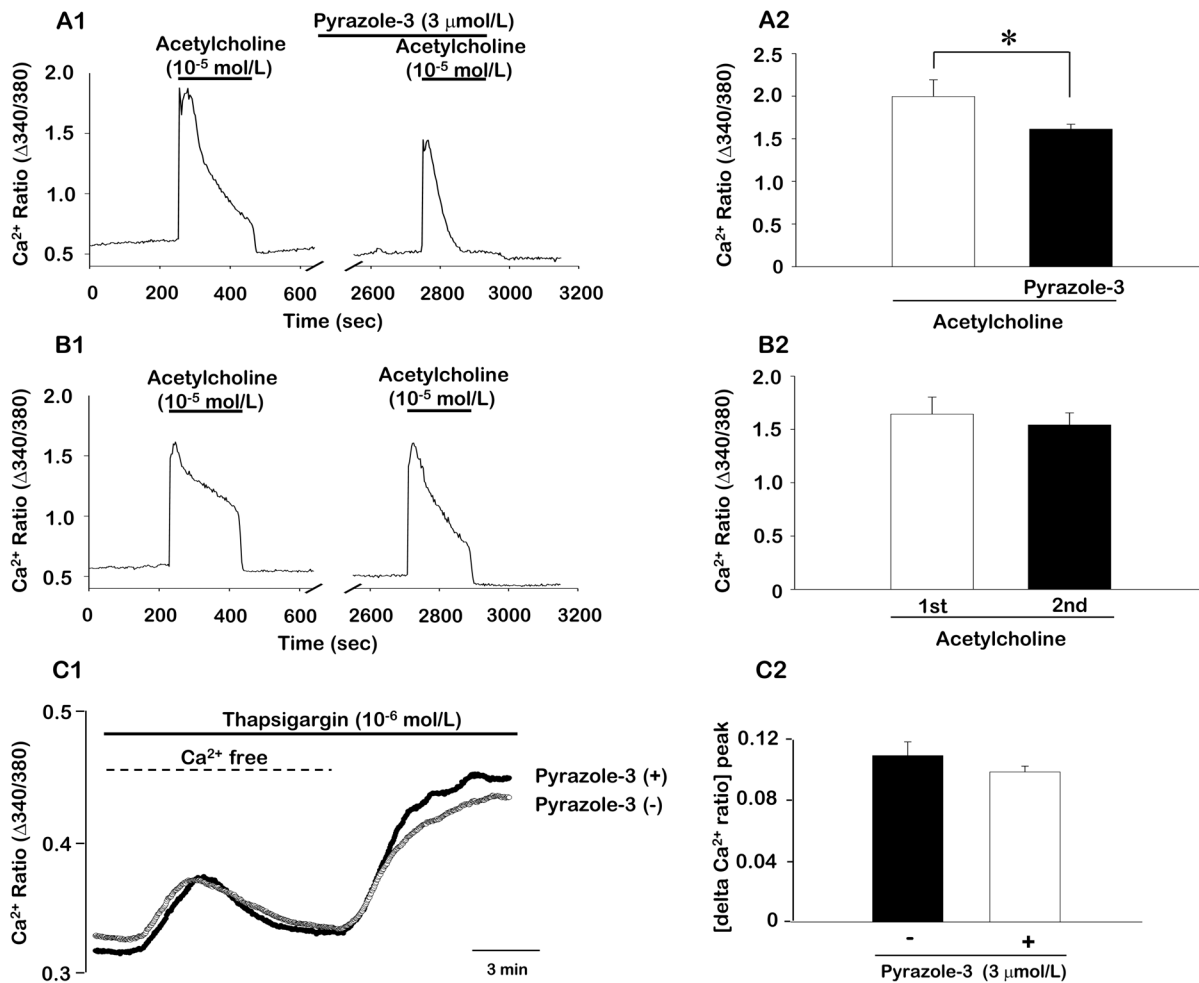 A1
Pyrazole-3 (3 μmol/L)
Acetylcholine
(10⁻⁵ mol/L)
Acetylcholine
(10⁻⁵ mol/L)
Ca²⁺ Ratio (Δ340/380)
2.0
1.5
1.0
0.5
0
200
400
600
2600
2800
3000
3200
Time (sec)
A2
*
Ca²⁺ Ratio (Δ340/380)
2.5
2.0
1.5
1.0
0.5
0
Pyrazole-3
Acetylcholine
B1
Acetylcholine
(10⁻⁵ mol/L)
Acetylcholine
(10⁻⁵ mol/L)
Ca²⁺ Ratio (Δ340/380)
2.0
1.5
1.0
0.5
0
200
400
600
2600
2800
3000
3200
Time (sec)
B2
Ca²⁺ Ratio (Δ340/380)
2.0
1.5
1.0
0.5
0
1st
2nd
Acetylcholine
C1
Ca²⁺ Ratio (Δ340/380)
0.5
0.4
0.3
Thapsigargin (10⁻⁶ mol/L)
Ca²⁺ free
Pyrazole-3 (+)
Pyrazole-3 (-)
3 min
C2
[delta Ca²⁺ ratio] peak
0.12
0.08
0.04
0
-
+
Pyrazole-3 (3 μmol/L)